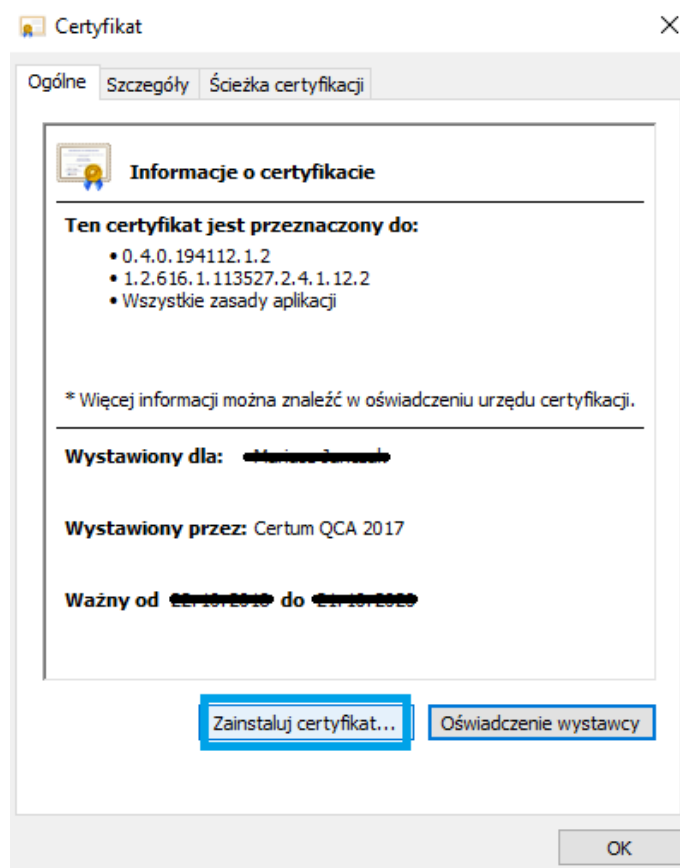 Certyfikat
Ogólne Szczegóły Ścieżka certyfikacji
Informacje o certyfikacie
Ten certyfikat jest przeznaczony do:
• 0.4.0.194112.1.2
• 1.2.616.1.113527.2.4.1.12.2
• Wszystkie zasady aplikacji
* Więcej informacji można znaleźć w oświadczeniu urzędu certyfikacji.
Wystawiony dla:
Wystawiony przez: Certum QCA 2017
Ważny od do
Zainstaluj certyfikat... Oświadczenie wystawcy
OK